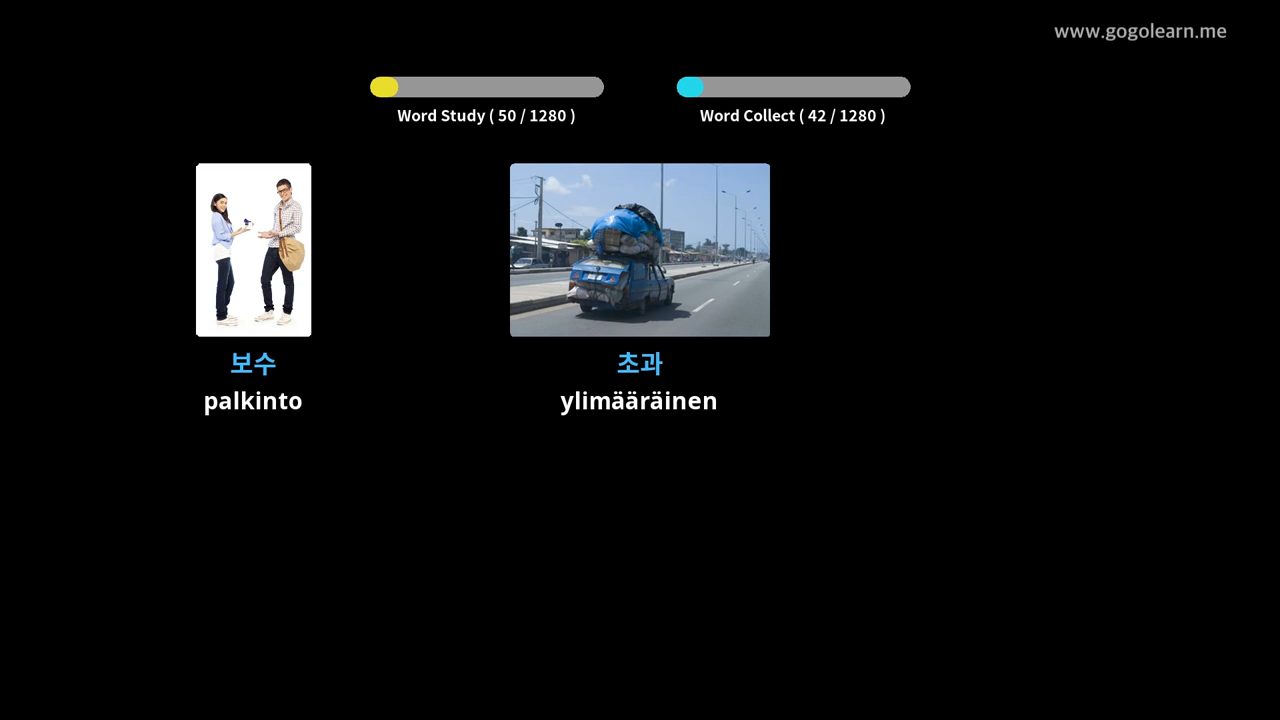 www.gogolearn.me
Word Study ( 50 / 1280 )
Word Collect ( 42 / 1280 )
보수
palkinto
초과
ylimääräinen